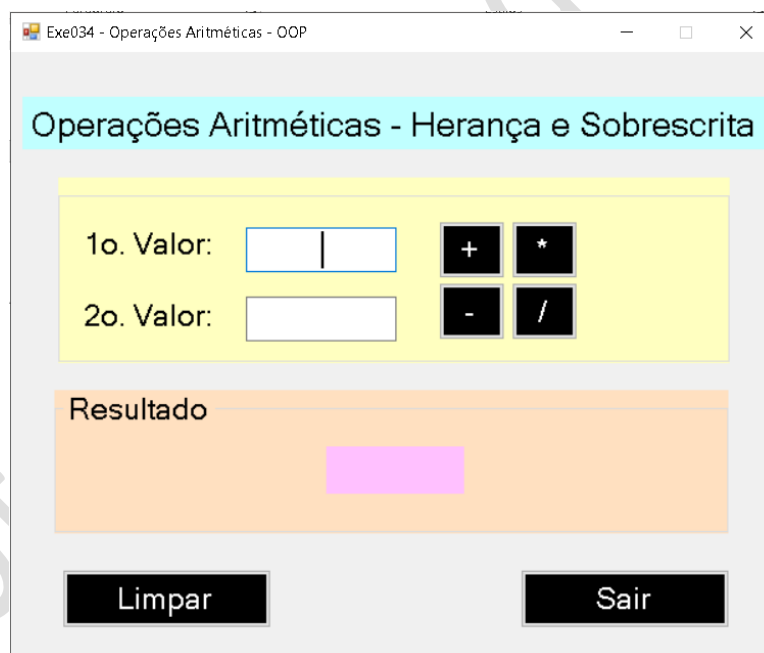 Exe034 - Operações Aritméticas - OOP
Operações Aritméticas - Herança e Sobrescrita
1o. Valor:
+ *
2o. Valor:
- /
Resultado
Limpar Sair